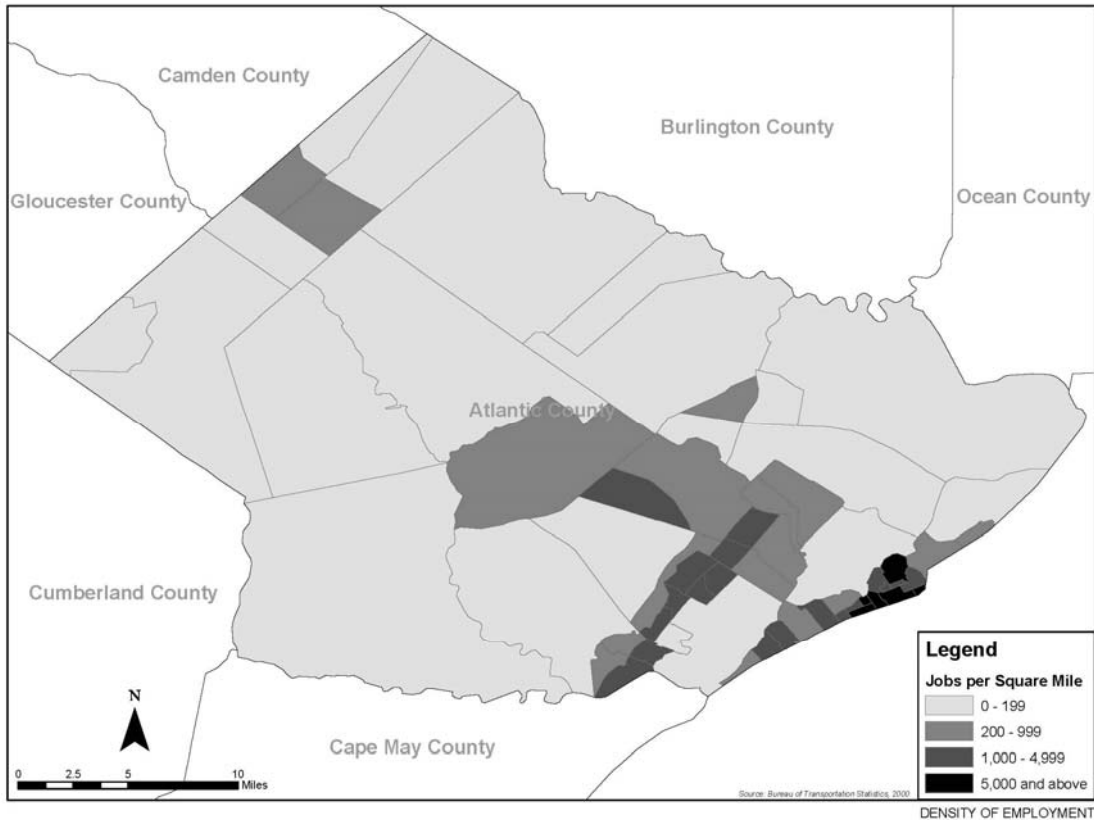 Camden County
Burlington County
Gloucester County
Ocean County
Atlantic County
Cumberland County
Cape May County
N
0 2.5 5 10
Miles
Legend
Jobs per Square Mile
0 - 199
200 - 999
1,000 - 4,999
5,000 and above
Source: Bureau of Transportation Statistics, 2000
DENSITY OF EMPLOYMENT